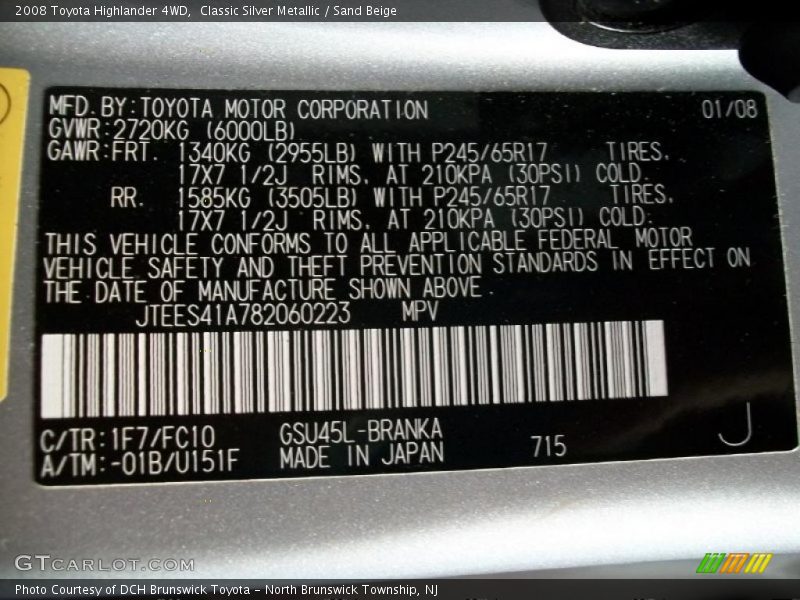 2008 Toyota Highlander 4WD,  Classic Silver Metallic / Sand Beige
MFD.BY:TOYOTA MOTOR CORPORATION 01/08
GVWR:2720KG (6000LB)
GAWR:FRT. 1340KG (2955LB) WITH P245/65R17 TIRES,
17X7 1/2J RIMS, AT 210KPA (30PSI) COLD.
RR. 1585KG (3505LB) WITH P245/65R17 TIRES,
17X7 1/2J RIMS, AT 210KPA (30PSI) COLD.
THIS VEHICLE CONFORMS TO ALL APPLICABLE FEDERAL MOTOR
VEHICLE SAFETY AND THEFT PREVENTION STANDARDS IN EFFECT ON
THE DATE OF MANUFACTURE SHOWN ABOVE.
JTEES41A782060223 MPV
C/TR:1F7/FC10 GSU45L-BRANKA
A/TM:-01B/U151F MADE IN JAPAN 715 J
GTCARLOT.COM
Photo Courtesy of DCH Brunswick Toyota – North Brunswick Township, NJ